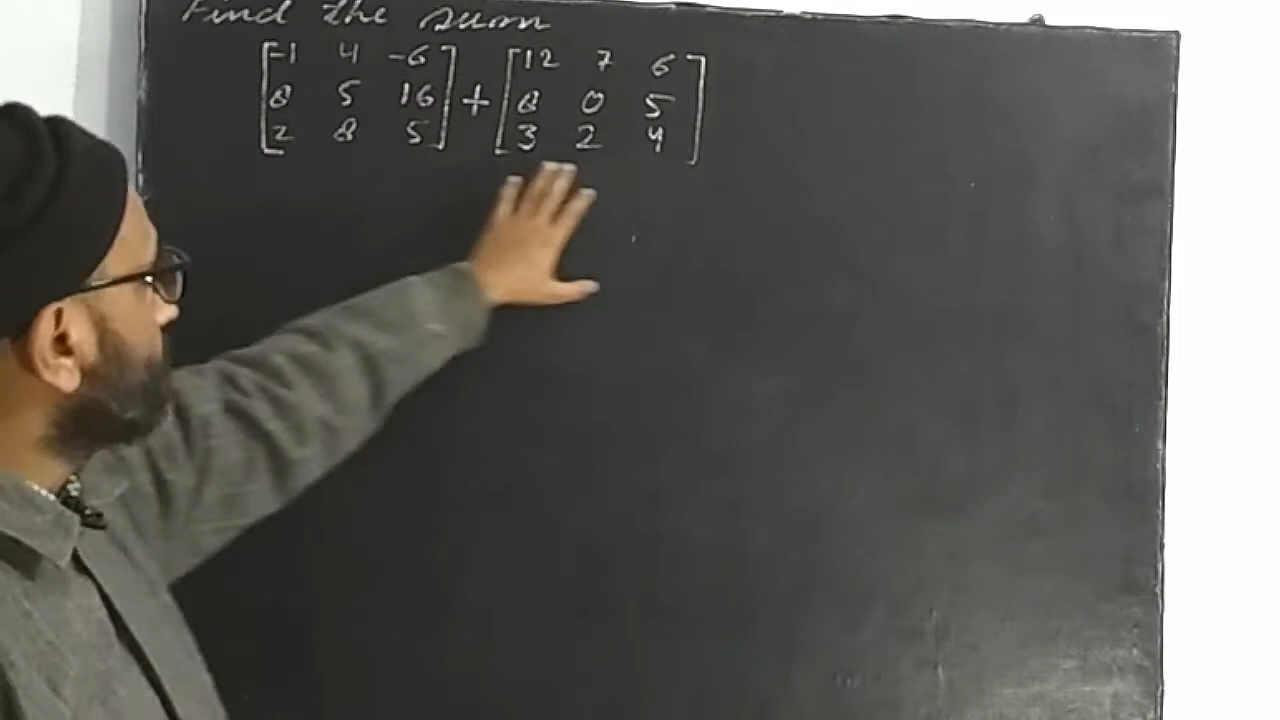 Find the sum
[-1 4 -6] [12 7 6]
[8 5 16] + [8 0 5]
[2 8 5] [3 2 4]